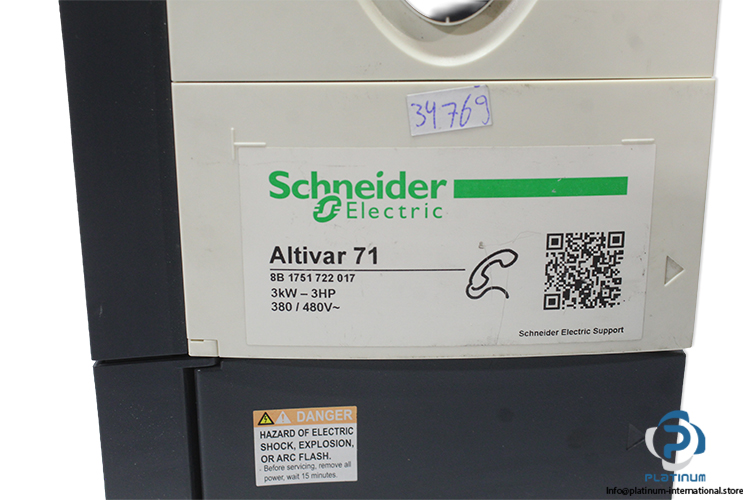 34769
Schneider
Electric
Altivar 71
8B 1751 722 017
3kW – 3HP
380 / 480V~
Schneider Electric Support
DANGER
HAZARD OF ELECTRIC
SHOCK, EXPLOSION,
OR ARC FLASH.
- Before servicing, remove all
power, wait 15 minutes.
PLATINUM
Info@platinum-international.store